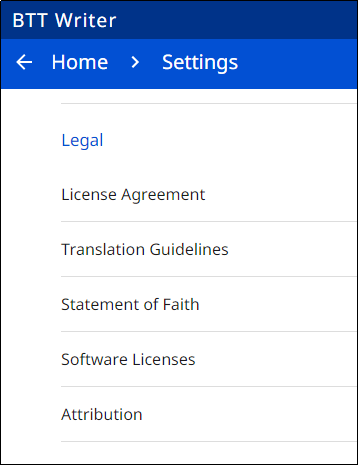 BTT Writer
← Home > Settings
Legal
License Agreement
Translation Guidelines
Statement of Faith
Software Licenses
Attribution